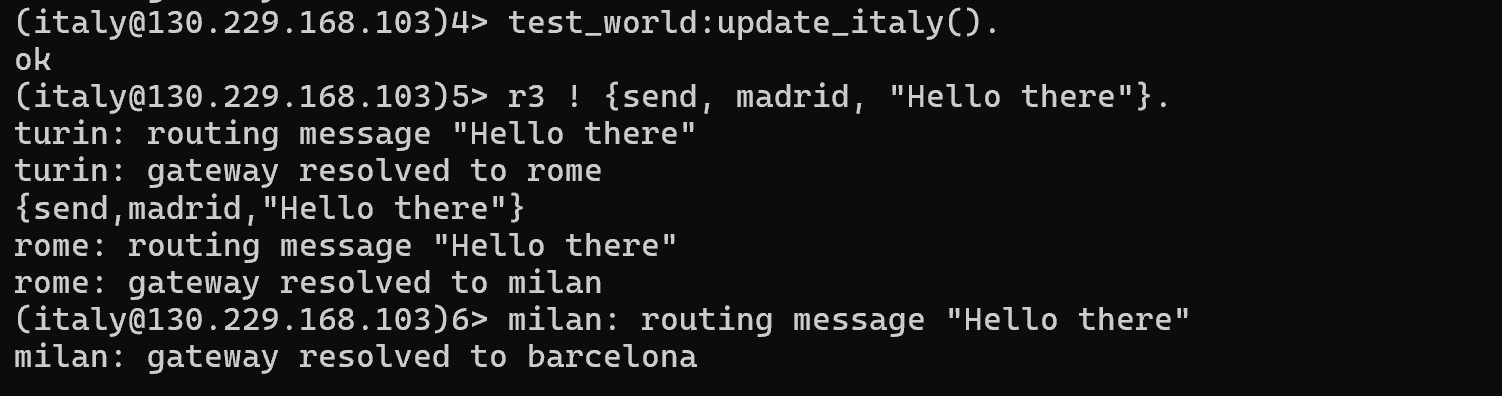 (italy@130.229.168.103)4> test_world:update_italy().
ok
(italy@130.229.168.103)5> r3 ! {send, madrid, "Hello there"}.
turin: routing message "Hello there"
turin: gateway resolved to rome
{send,madrid,"Hello there"}
rome: routing message "Hello there"
rome: gateway resolved to milan
(italy@130.229.168.103)6> milan: routing message "Hello there"
milan: gateway resolved to barcelona